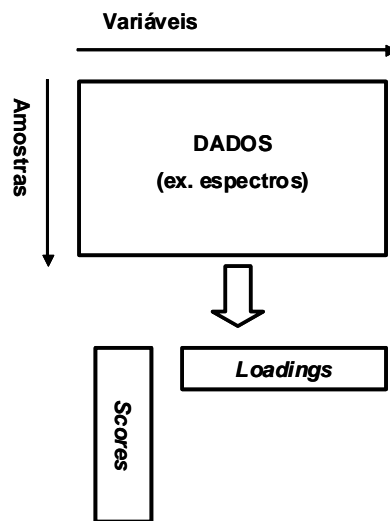 Variáveis
Amostras
DADOS
(ex. espectros)
Loadings
Scores